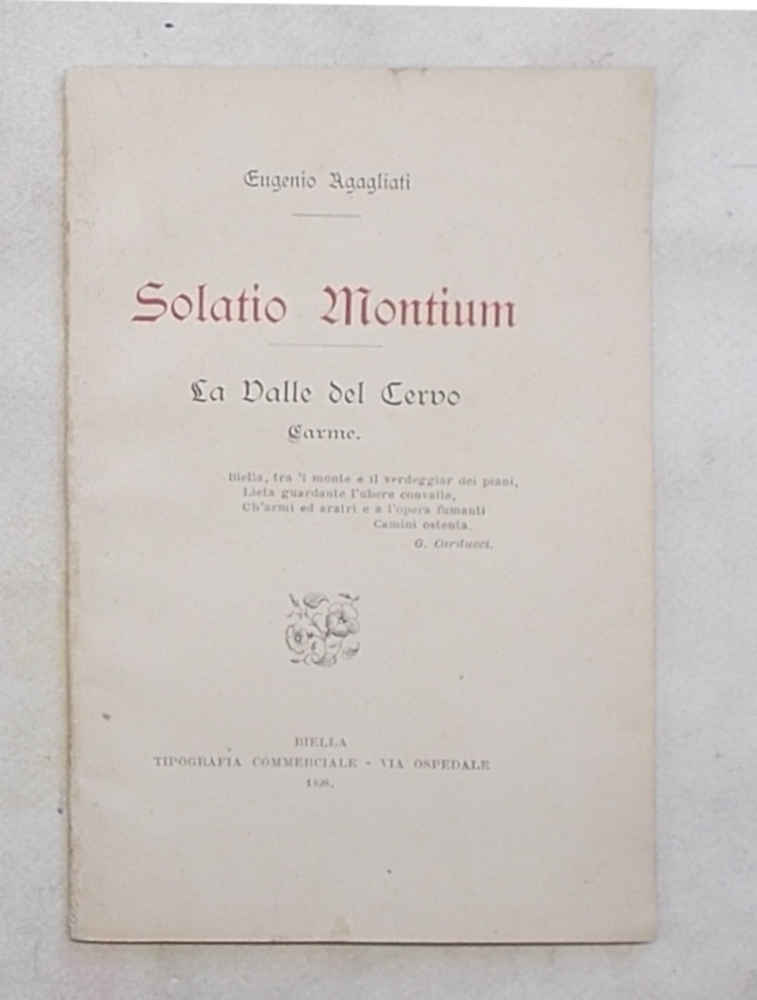 Eugenio Agagliati
Solatio Montium
La Valle del Cervo
Carme.
Biella, tra 'l monte e il verdeggiar dei piani,
Lieta guardante l'ubere convalle,
Ch'armi ed aratri e a l'opera fumanti
Camini ostenta.
G. Carducci.
BIELLA
TIPOGRAFIA COMMERCIALE - VIA OSPEDALE